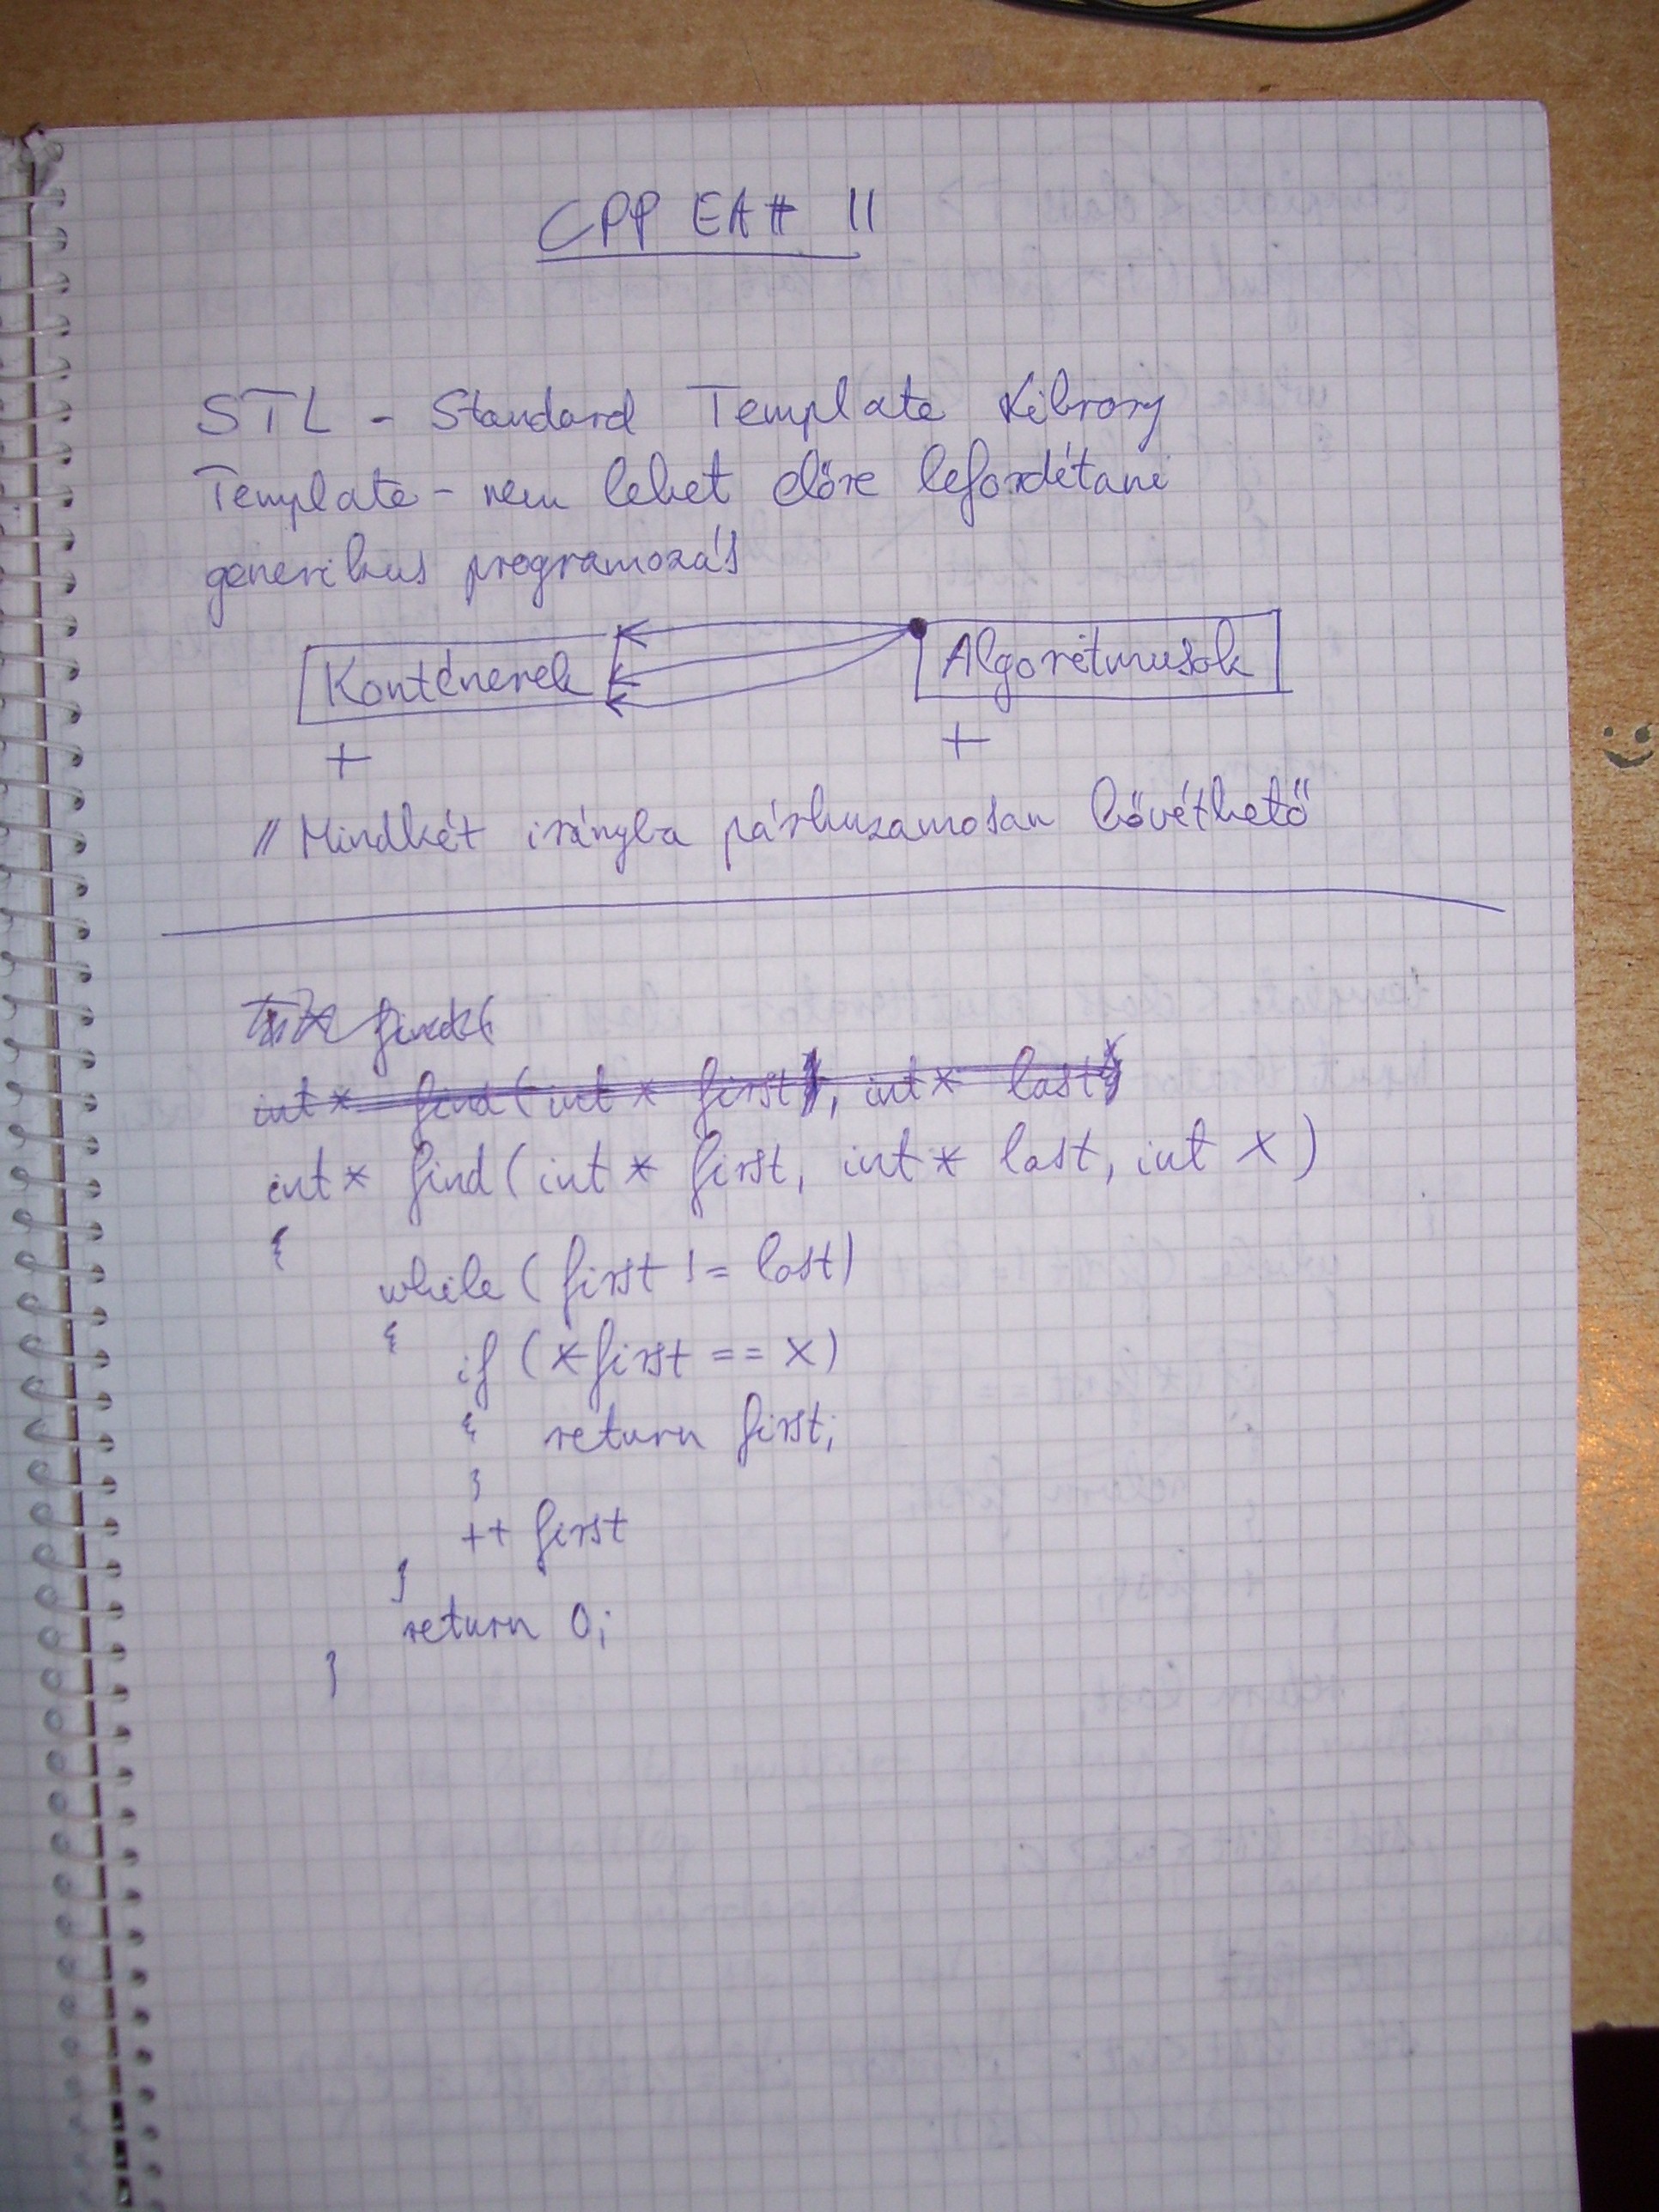 CPP EA# 11
STL - Standard Template Library
Template - nem lehet előre lefordítani
generikus programozás
Konténerek Algoritmusok
+ +
// Mindkét irányba párhuzamosan bővíthető
find(
int* find(int* first, int* last)
int* find(int* first, int* last, int x)
{
while(first != last)
{
if (*first == x)
{ return first;
}
++first
}
return 0;
}